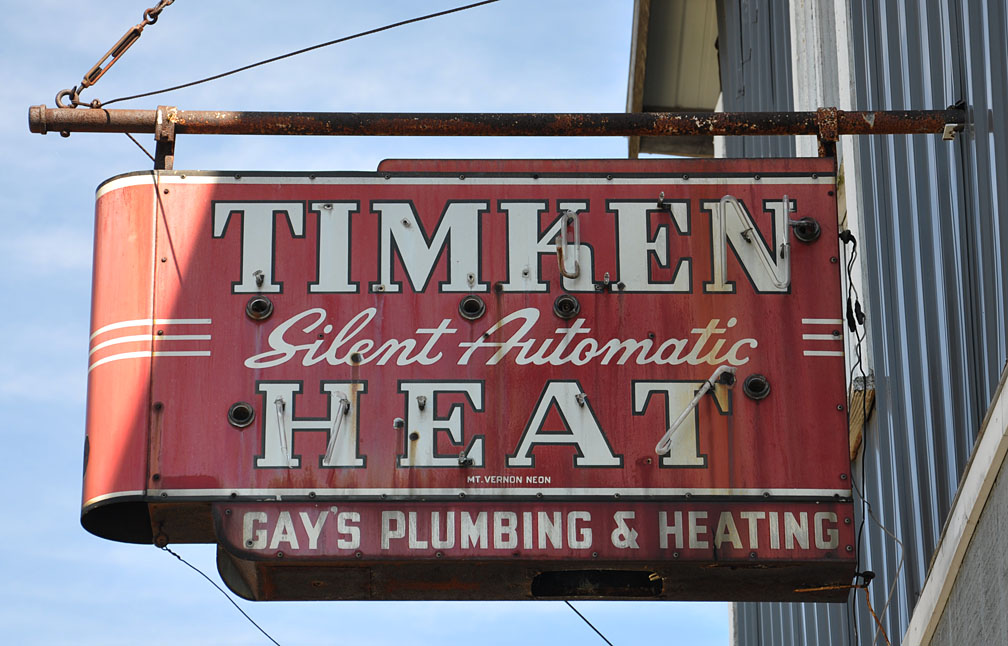 TIMKEN
Silent Automatic
HEAT
MT. VERNON NEON
GAY'S PLUMBING & HEATING